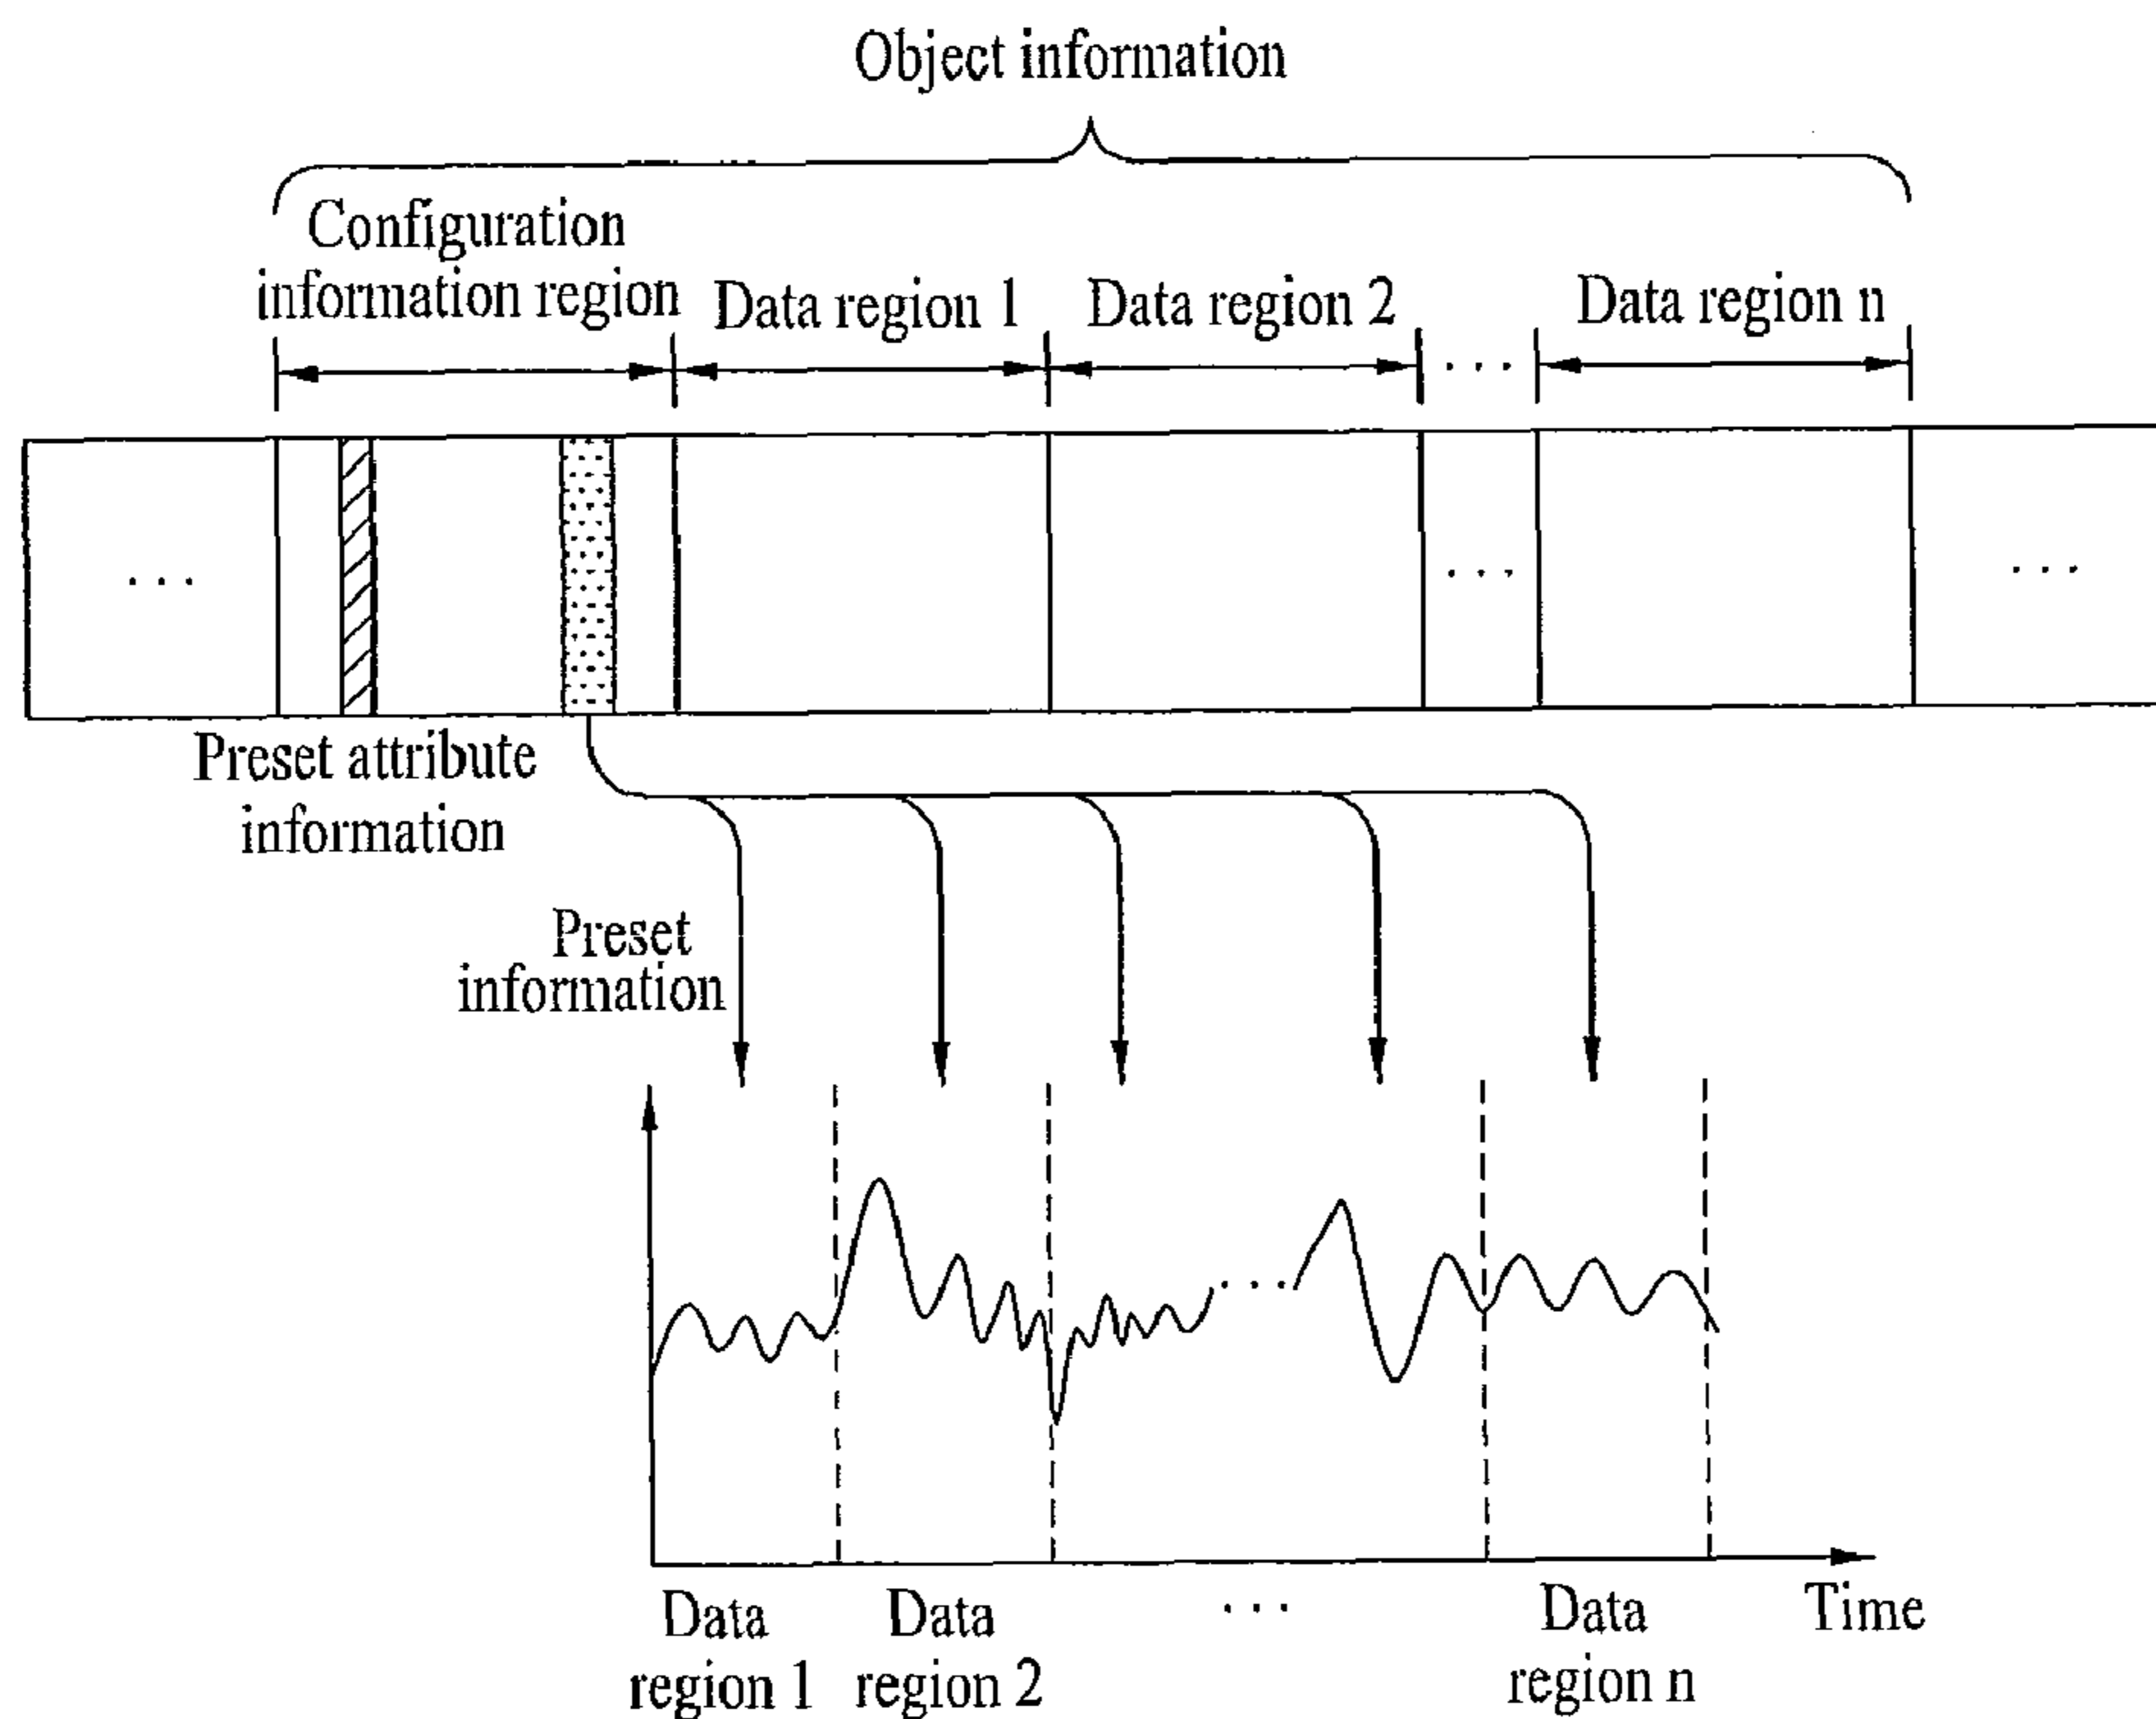 Object information
Configuration
information region
Data region 1
Data region 2
. . .
Data region n
. . .
. . .
. . .
Preset attribute
information
Preset
information
. . .
Data
region 1
Data
region 2
. . .
Data
region n
Time